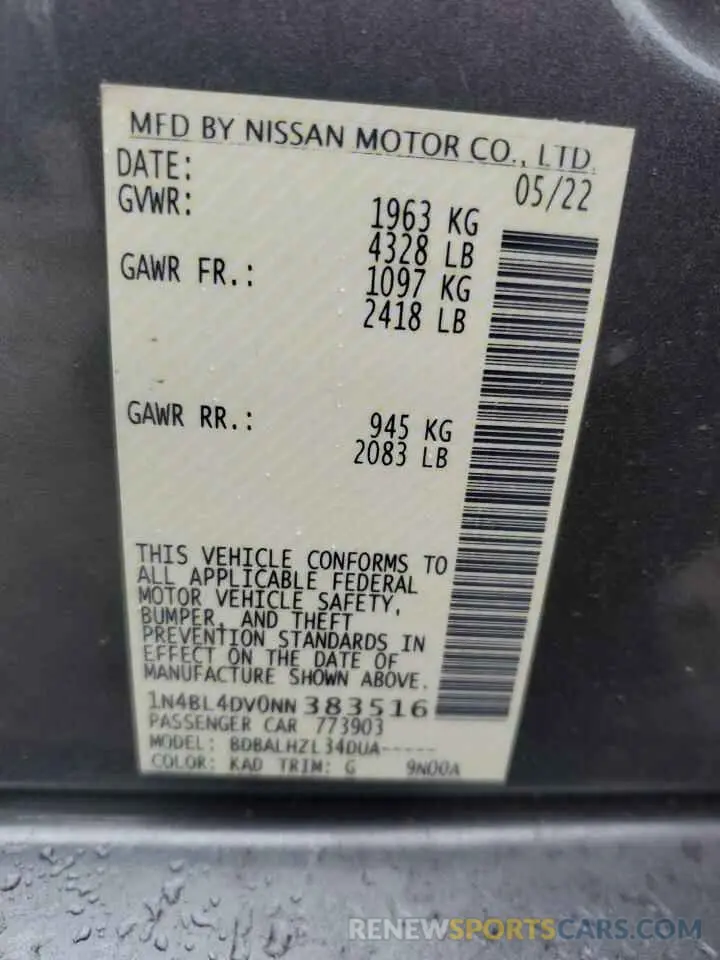 MFD BY NISSAN MOTOR CO., LTD.
DATE: 05/22
GVWR: 1963 KG
4328 LB
GAWR FR.: 1097 KG
2418 LB
GAWR RR.: 945 KG
2083 LB
THIS VEHICLE CONFORMS TO
ALL APPLICABLE FEDERAL
MOTOR VEHICLE SAFETY,
BUMPER, AND THEFT
PREVENTION STANDARDS IN
EFFECT ON THE DATE OF
MANUFACTURE SHOWN ABOVE.
1N4BL4DV0NN383516
PASSENGER CAR 773903
MODEL: BDBALHZL34DUA-----
COLOR: KAD TRIM: G 9N00A
RENEWSPORTSCARS.COM